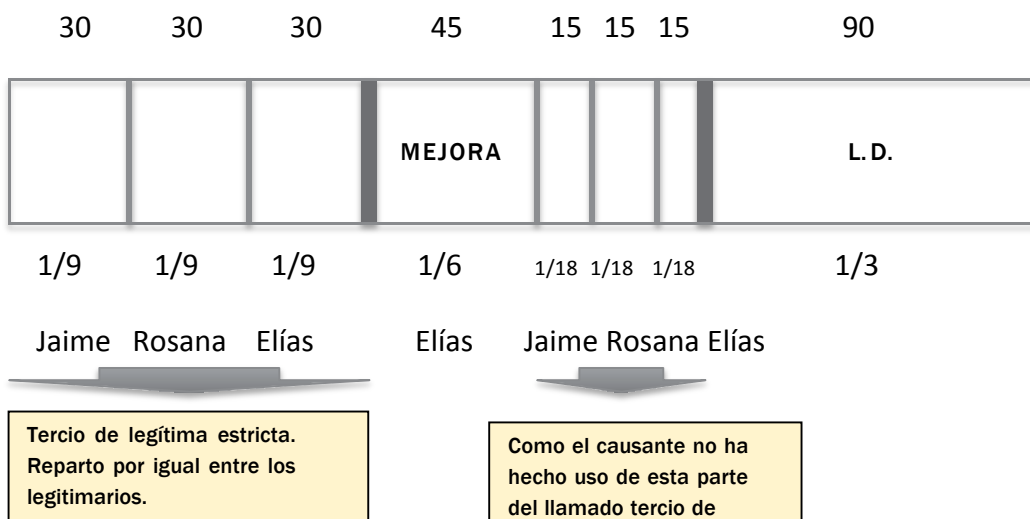 30 30 30 45 15 15 15 90
MEJORA L.D.
1/9 1/9 1/9 1/6 1/18 1/18 1/18 1/3
Jaime Rosana Elías Elías Jaime Rosana Elías
Tercio de legítima estricta.
Reparto por igual entre los
legitimarios.
Como el causante no ha
hecho uso de esta parte
del llamado tercio de